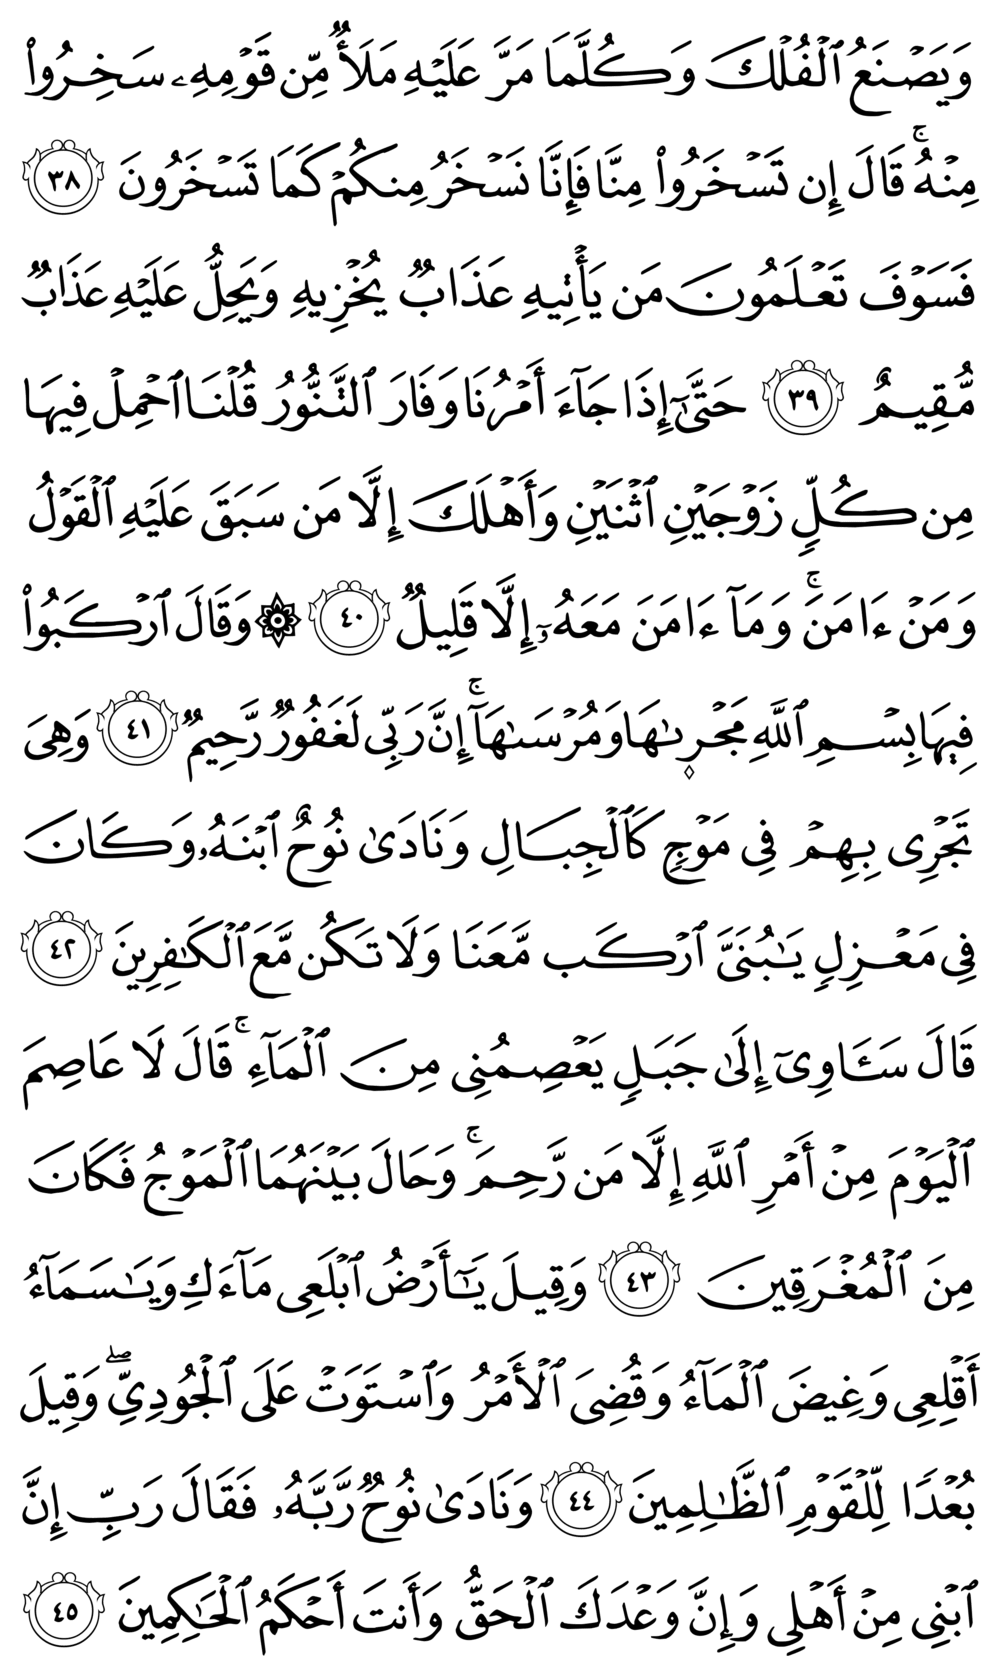 وَيَصْنَعُ ٱلْفُلْكَ وَكُلَّمَا مَرَّ عَلَيْهِ مَلَأٌ مِّن قَوْمِهِۦ سَخِرُوا۟
مِنْهُ ۚ قَالَ إِن تَسْخَرُوا۟ مِنَّا فَإِنَّا نَسْخَرُ مِنكُمْ كَمَا تَسْخَرُونَ ٣٨
فَسَوْفَ تَعْلَمُونَ مَن يَأْتِيهِ عَذَابٌ يُخْزِيهِ وَيَحِلُّ عَلَيْهِ عَذَابٌ
مُّقِيمٌ ٣٩ حَتَّىٰٓ إِذَا جَآءَ أَمْرُنَا وَفَارَ ٱلتَّنُّورُ قُلْنَا ٱحْمِلْ فِيهَا
مِن كُلٍّ زَوْجَيْنِ ٱثْنَيْنِ وَأَهْلَكَ إِلَّا مَن سَبَقَ عَلَيْهِ ٱلْقَوْلُ
وَمَنْ ءَامَنَ ۚ وَمَآ ءَامَنَ مَعَهُۥٓ إِلَّا قَلِيلٌ ٤٠ ۞ وَقَالَ ٱرْكَبُوا۟
فِيهَا بِسْمِ ٱللَّهِ مَجْر۪ىٰهَا وَمُرْسَىٰهَآ ۚ إِنَّ رَبِّى لَغَفُورٌ رَّحِيمٌ ٤١ وَهِىَ
تَجْرِى بِهِمْ فِى مَوْجٍ كَٱلْجِبَالِ وَنَادَىٰ نُوحٌ ٱبْنَهُۥ وَكَانَ
فِى مَعْزِلٍ يَـٰبُنَىَّ ٱرْكَب مَّعَنَا وَلَا تَكُن مَّعَ ٱلْكَـٰفِرِينَ ٤٢
قَالَ سَـَٔاوِىٓ إِلَىٰ جَبَلٍ يَعْصِمُنِى مِنَ ٱلْمَآءِ ۚ قَالَ لَا عَاصِمَ
ٱلْيَوْمَ مِنْ أَمْرِ ٱللَّهِ إِلَّا مَن رَّحِمَ ۚ وَحَالَ بَيْنَهُمَا ٱلْمَوْجُ فَكَانَ
مِنَ ٱلْمُغْرَقِينَ ٤٣ وَقِيلَ يَـٰٓأَرْضُ ٱبْلَعِى مَآءَكِ وَيَـٰسَمَآءُ
أَقْلِعِى وَغِيضَ ٱلْمَآءُ وَقُضِىَ ٱلْأَمْرُ وَٱسْتَوَتْ عَلَى ٱلْجُودِىِّ ۖ وَقِيلَ
بُعْدًا لِّلْقَوْمِ ٱلظَّـٰلِمِينَ ٤٤ وَنَادَىٰ نُوحٌ رَّبَّهُۥ فَقَالَ رَبِّ إِنَّ
ٱبْنِى مِنْ أَهْلِى وَإِنَّ وَعْدَكَ ٱلْحَقُّ وَأَنتَ أَحْكَمُ ٱلْحَـٰكِمِينَ ٤٥